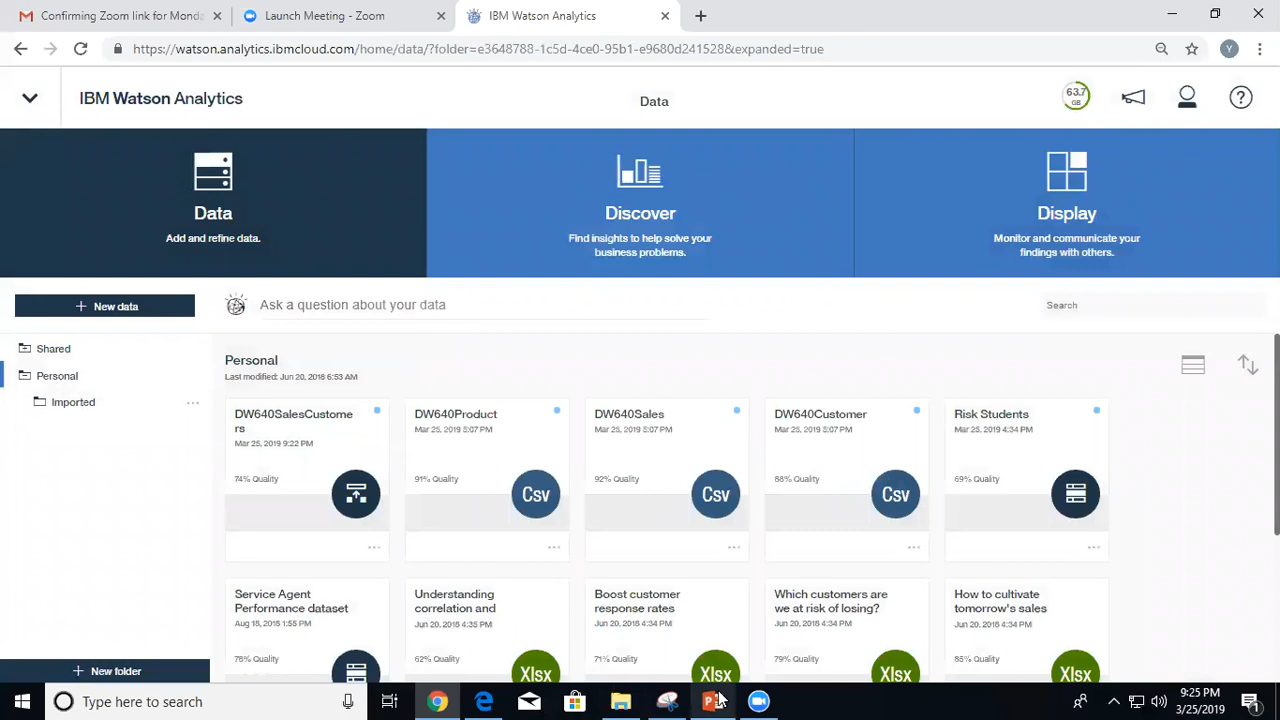 Confirming Zoom link for Monda
Launch Meeting - Zoom
IBM Watson Analytics
https://watson.analytics.ibmcloud.com/home/data/?folder=e3648788-1c5d-4ce0-95b1-e9680d241528&expanded=true
Y
IBM Watson Analytics
Data
63.7
GB
?
Data
Add and refine data.
Discover
Find insights to help solve your
business problems.
Display
Monitor and communicate your
findings with others.
+ New data
Ask a question about your data
Search
Shared
Personal
Imported
Personal
Last modified: Jun 20, 2018 6:53 AM
DW640SalesCustome
rs
Mar 25, 2019 9:22 PM
74% Quality
DW640Product
Mar 25, 2019 8:07 PM
91% Quality
Csv
DW640Sales
Mar 25, 2019 8:07 PM
92% Quality
Csv
DW640Customer
Mar 25, 2019 8:07 PM
88% Quality
Csv
Risk Students
Mar 25, 2019 4:34 PM
69% Quality
Service Agent
Performance dataset
Aug 18, 2018 1:55 PM
78% Quality
Understanding
correlation and
Jun 20, 2018 4:35 PM
62% Quality
Xlsx
Boost customer
response rates
Jun 20, 2018 4:34 PM
71% Quality
Xlsx
Which customers are
we at risk of losing?
Jun 20, 2018 4:34 PM
79% Quality
Xlsx
How to cultivate
tomorrow's sales
Jun 20, 2018 4:34 PM
85% Quality
Xlsx
+ New folder
Type here to search
9:25 PM
3/25/2019
1